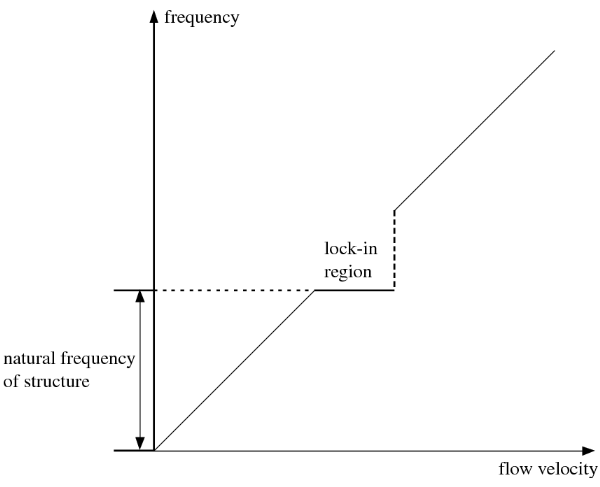 frequency
lock-in
region
natural frequency
of structure
flow velocity